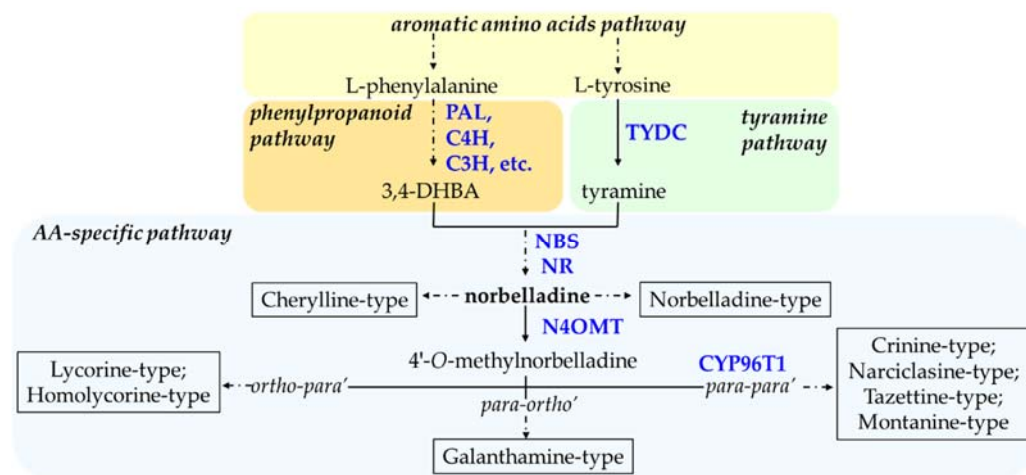 aromatic amino acids pathway
L-phenylalanine
L-tyrosine
phenylpropanoid
pathway
PAL,
C4H,
C3H, etc.
TYDC
tyramine
pathway
3,4-DHBA
tyramine
AA-specific pathway
NBS
NR
Cherylline-type
norbelladine
Norbelladine-type
N4OMT
4'-O-methylnorbelladine
CYP96T1
Lycorine-type;
Homolycorine-type
ortho-para'
para-ortho'
para-para'
Crinine-type;
Narciclasine-type;
Tazettine-type;
Montanine-type
Galanthamine-type